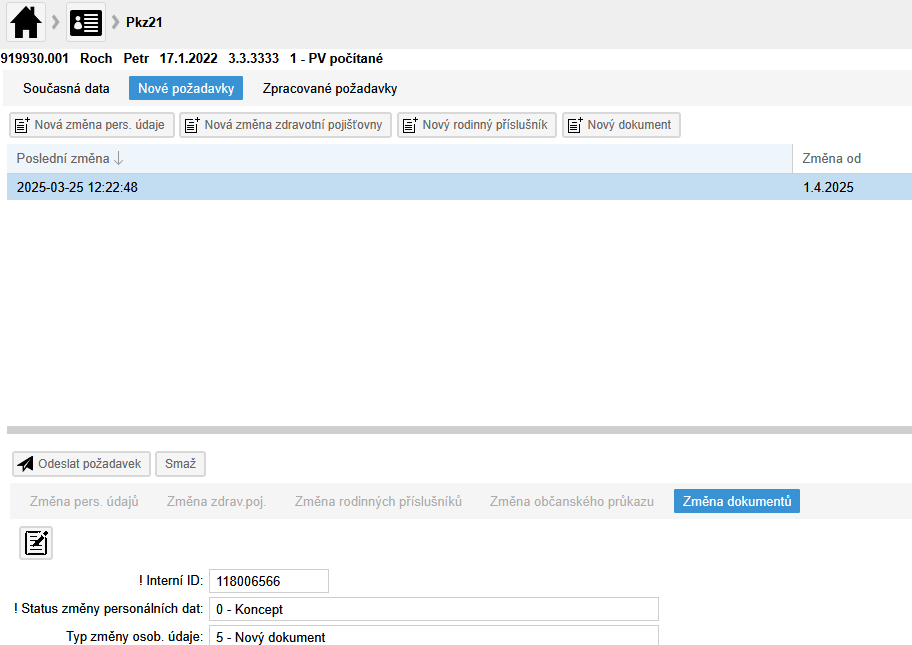 Pkz21
919930.001 Roch Petr 17.1.2022 3.3.3333 1 - PV počítané
Současná data Nové požadavky Zpracované požadavky
Nová změna pers. údaje Nová změna zdravotní pojišťovny Nový rodinný příslušník Nový dokument
Poslední změna Změna od
2025-03-25 12:22:48 1.4.2025
Odeslat požadavek Smaž
Změna pers. údajů Změna zdrav.poj. Změna rodinných příslušníků Změna občanského průkazu Změna dokumentů
! Interní ID: 118006566
! Status změny personálních dat: 0 - Koncept
Typ změny osob. údaje: 5 - Nový dokument